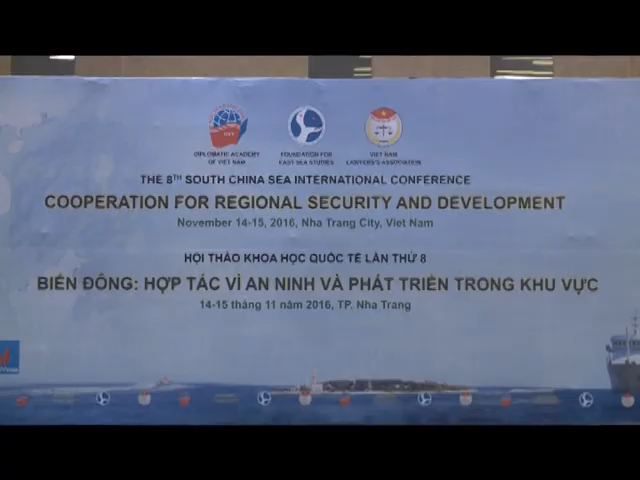 DIPLOMATIC ACADEMY
OF VIET NAM
FOUNDATION FOR
EAST SEA STUDIES
VIET NAM
LAWYERS'S ASSOCIATION
THE 8TH SOUTH CHINA SEA INTERNATIONAL CONFERENCE
COOPERATION FOR REGIONAL SECURITY AND DEVELOPMENT
November 14-15, 2016, Nha Trang City, Viet Nam
HỘI THẢO KHOA HỌC QUỐC TẾ LẦN THỨ 8
BIỂN ĐÔNG: HỢP TÁC VÌ AN NINH VÀ PHÁT TRIỂN TRONG KHU VỰC
14-15 tháng 11 năm 2016, TP. Nha Trang